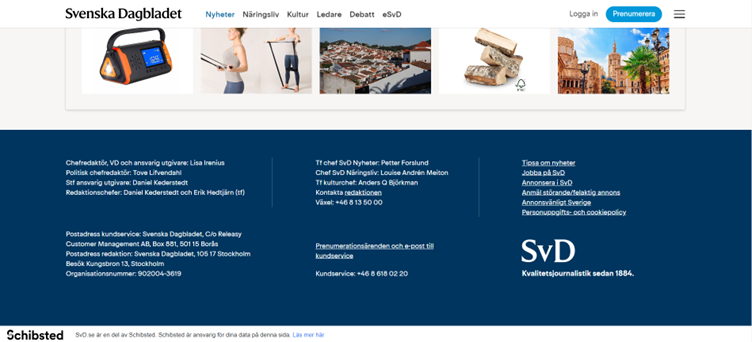 Svenska Dagbladet
Nyheter Näringsliv Kultur Ledare Debatt eSvD
Logga in Prenumerera
FSC
Chefredaktör, VD och ansvarig utgivare: Lisa Irenius
Politisk chefredaktör: Tove Lifvendahl
Stf ansvarig utgivare: Daniel Kederstedt
Redaktionschefer: Daniel Kederstedt och Erik Hedtjärn (tf)
Tf chef SvD Nyheter: Petter Forslund
Chef SvD Näringsliv: Louise Andrén Meiton
Tf kulturchef: Anders Q Björkman
Kontakta redaktionen
Växel: +46 8 13 50 00
Tipsa om nyheter
Jobba på SvD
Annonsera i SvD
Anmäl störande/felaktig annons
Annonsvänligt Sverige
Personuppgifts- och cookiepolicy
Postadress kundservice: Svenska Dagbladet, C/o Releasy
Customer Management AB, Box 881, 501 15 Borås
Postadress redaktion: Svenska Dagbladet, 105 17 Stockholm
Besök Kungsbron 13, Stockholm
Organisationsnummer: 902004-3619
Prenumerationsärenden och e-post till
kundservice
Kundservice: +46 8 618 02 20
SvD
Kvalitetsjournalistik sedan 1884.
Schibsted
SvD.se är en del av Schibsted. Schibsted är ansvarig för dina data på denna sida. Läs mer här